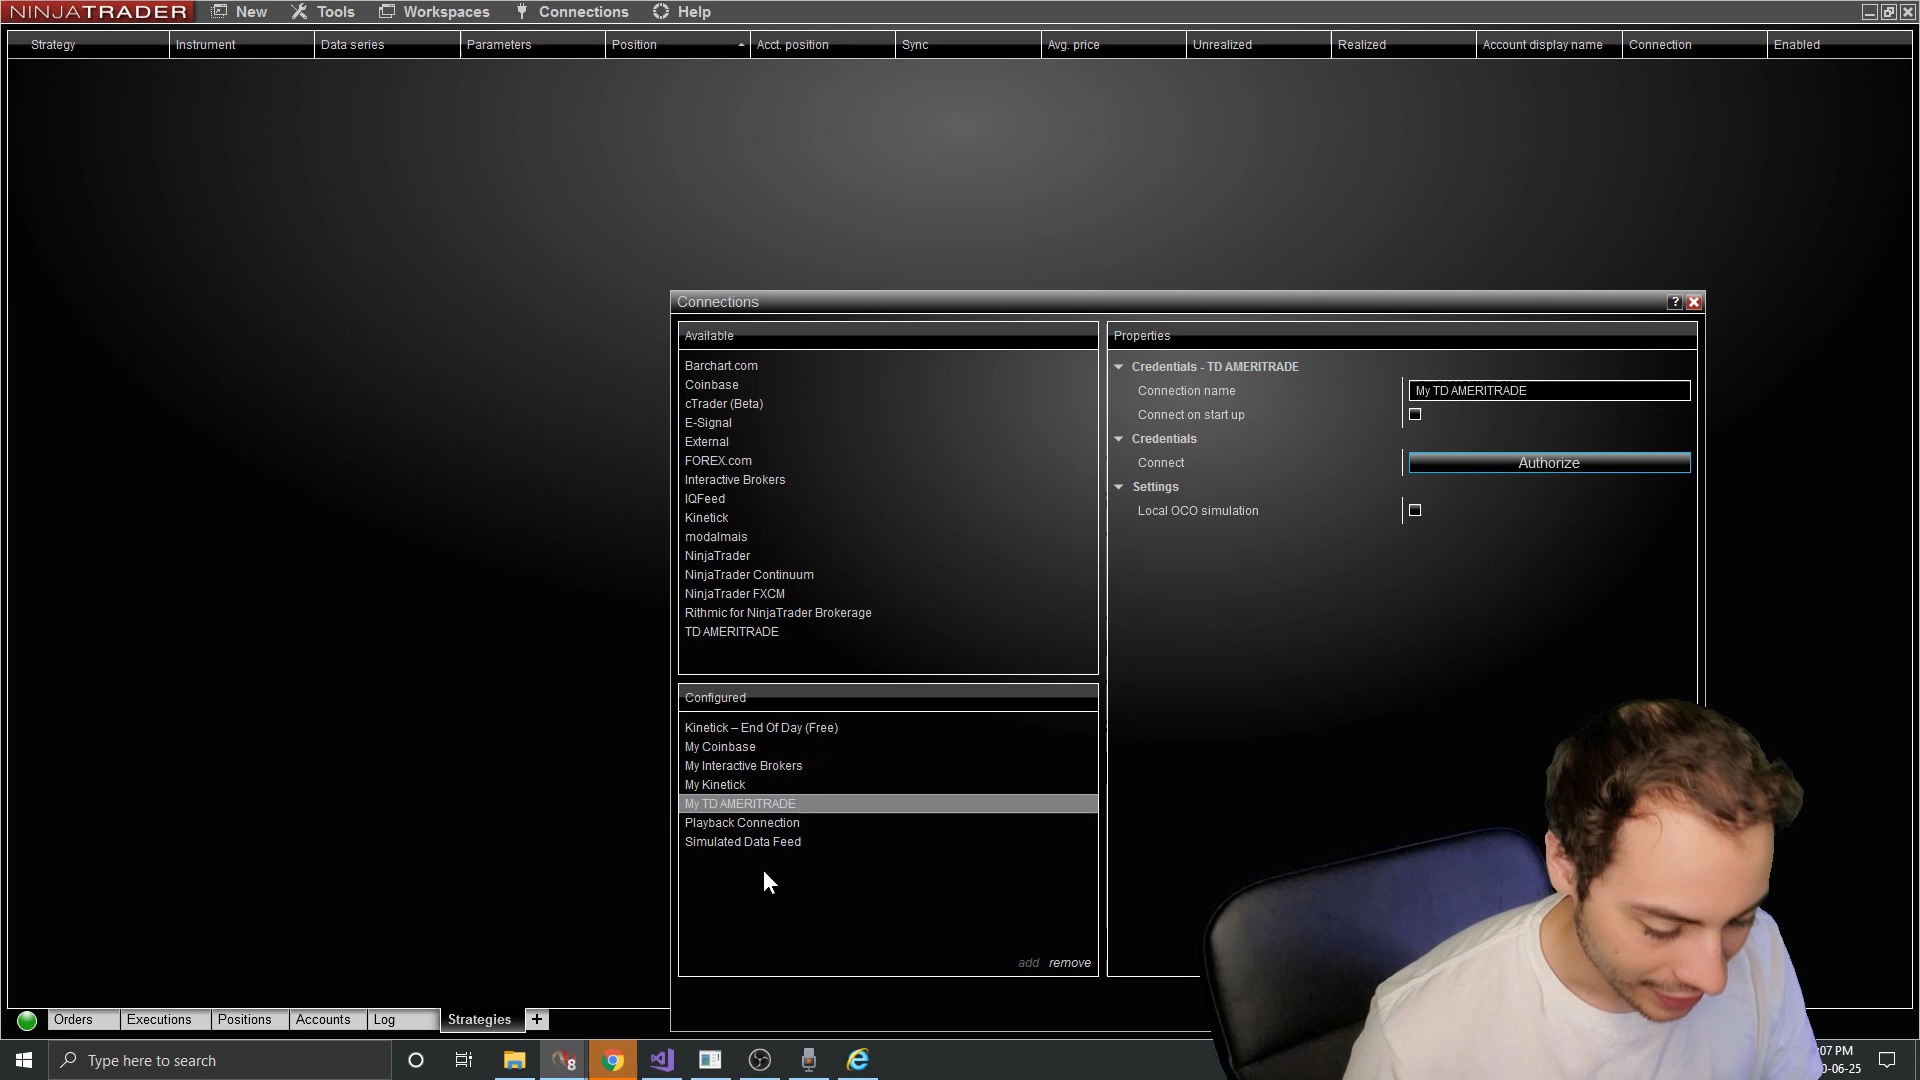 NINJATRADER New Tools Workspaces Connections Help
Strategy Instrument Data series Parameters Position Acct. position Sync Avg. price Unrealized Realized Account display name Connection Enabled
Connections ?
Available
Barchart.com
Coinbase
cTrader (Beta)
E-Signal
External
FOREX.com
Interactive Brokers
IQFeed
Kinetick
modalmais
NinjaTrader
NinjaTrader Continuum
NinjaTrader FXCM
Rithmic for NinjaTrader Brokerage
TD AMERITRADE
Configured
Kinetick – End Of Day (Free)
My Coinbase
My Interactive Brokers
My Kinetick
My TD AMERITRADE
Playback Connection
Simulated Data Feed
add remove
Properties
Credentials - TD AMERITRADE
Connection name My TD AMERITRADE
Connect on start up
Credentials
Connect Authorize
Settings
Local OCO simulation
Orders Executions Positions Accounts Log Strategies +
Type here to search
:07 PM
0-06-25